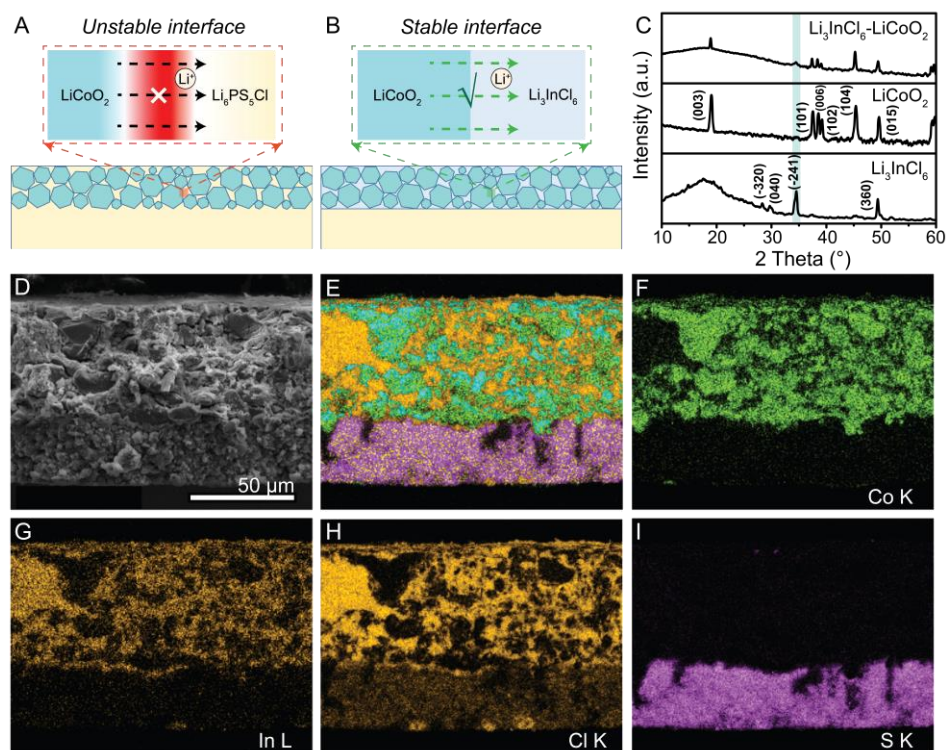 A
Unstable interface
LiCoO₂
Li⁺
Li₆PS₅Cl
B
Stable interface
LiCoO₂
Li⁺
Li₃InCl₆
C
Intensity (a.u.)
Li₃InCl₆-LiCoO₂
LiCoO₂
(003)
(101)
(006)
(102)
(104)
(015)
Li₃InCl₆
(-320)
(040)
(-241)
(360)
10 20 30 40 50 60
2 Theta (°)
D
50 µm
E
F
Co K
G
In L
H
Cl K
I
S K